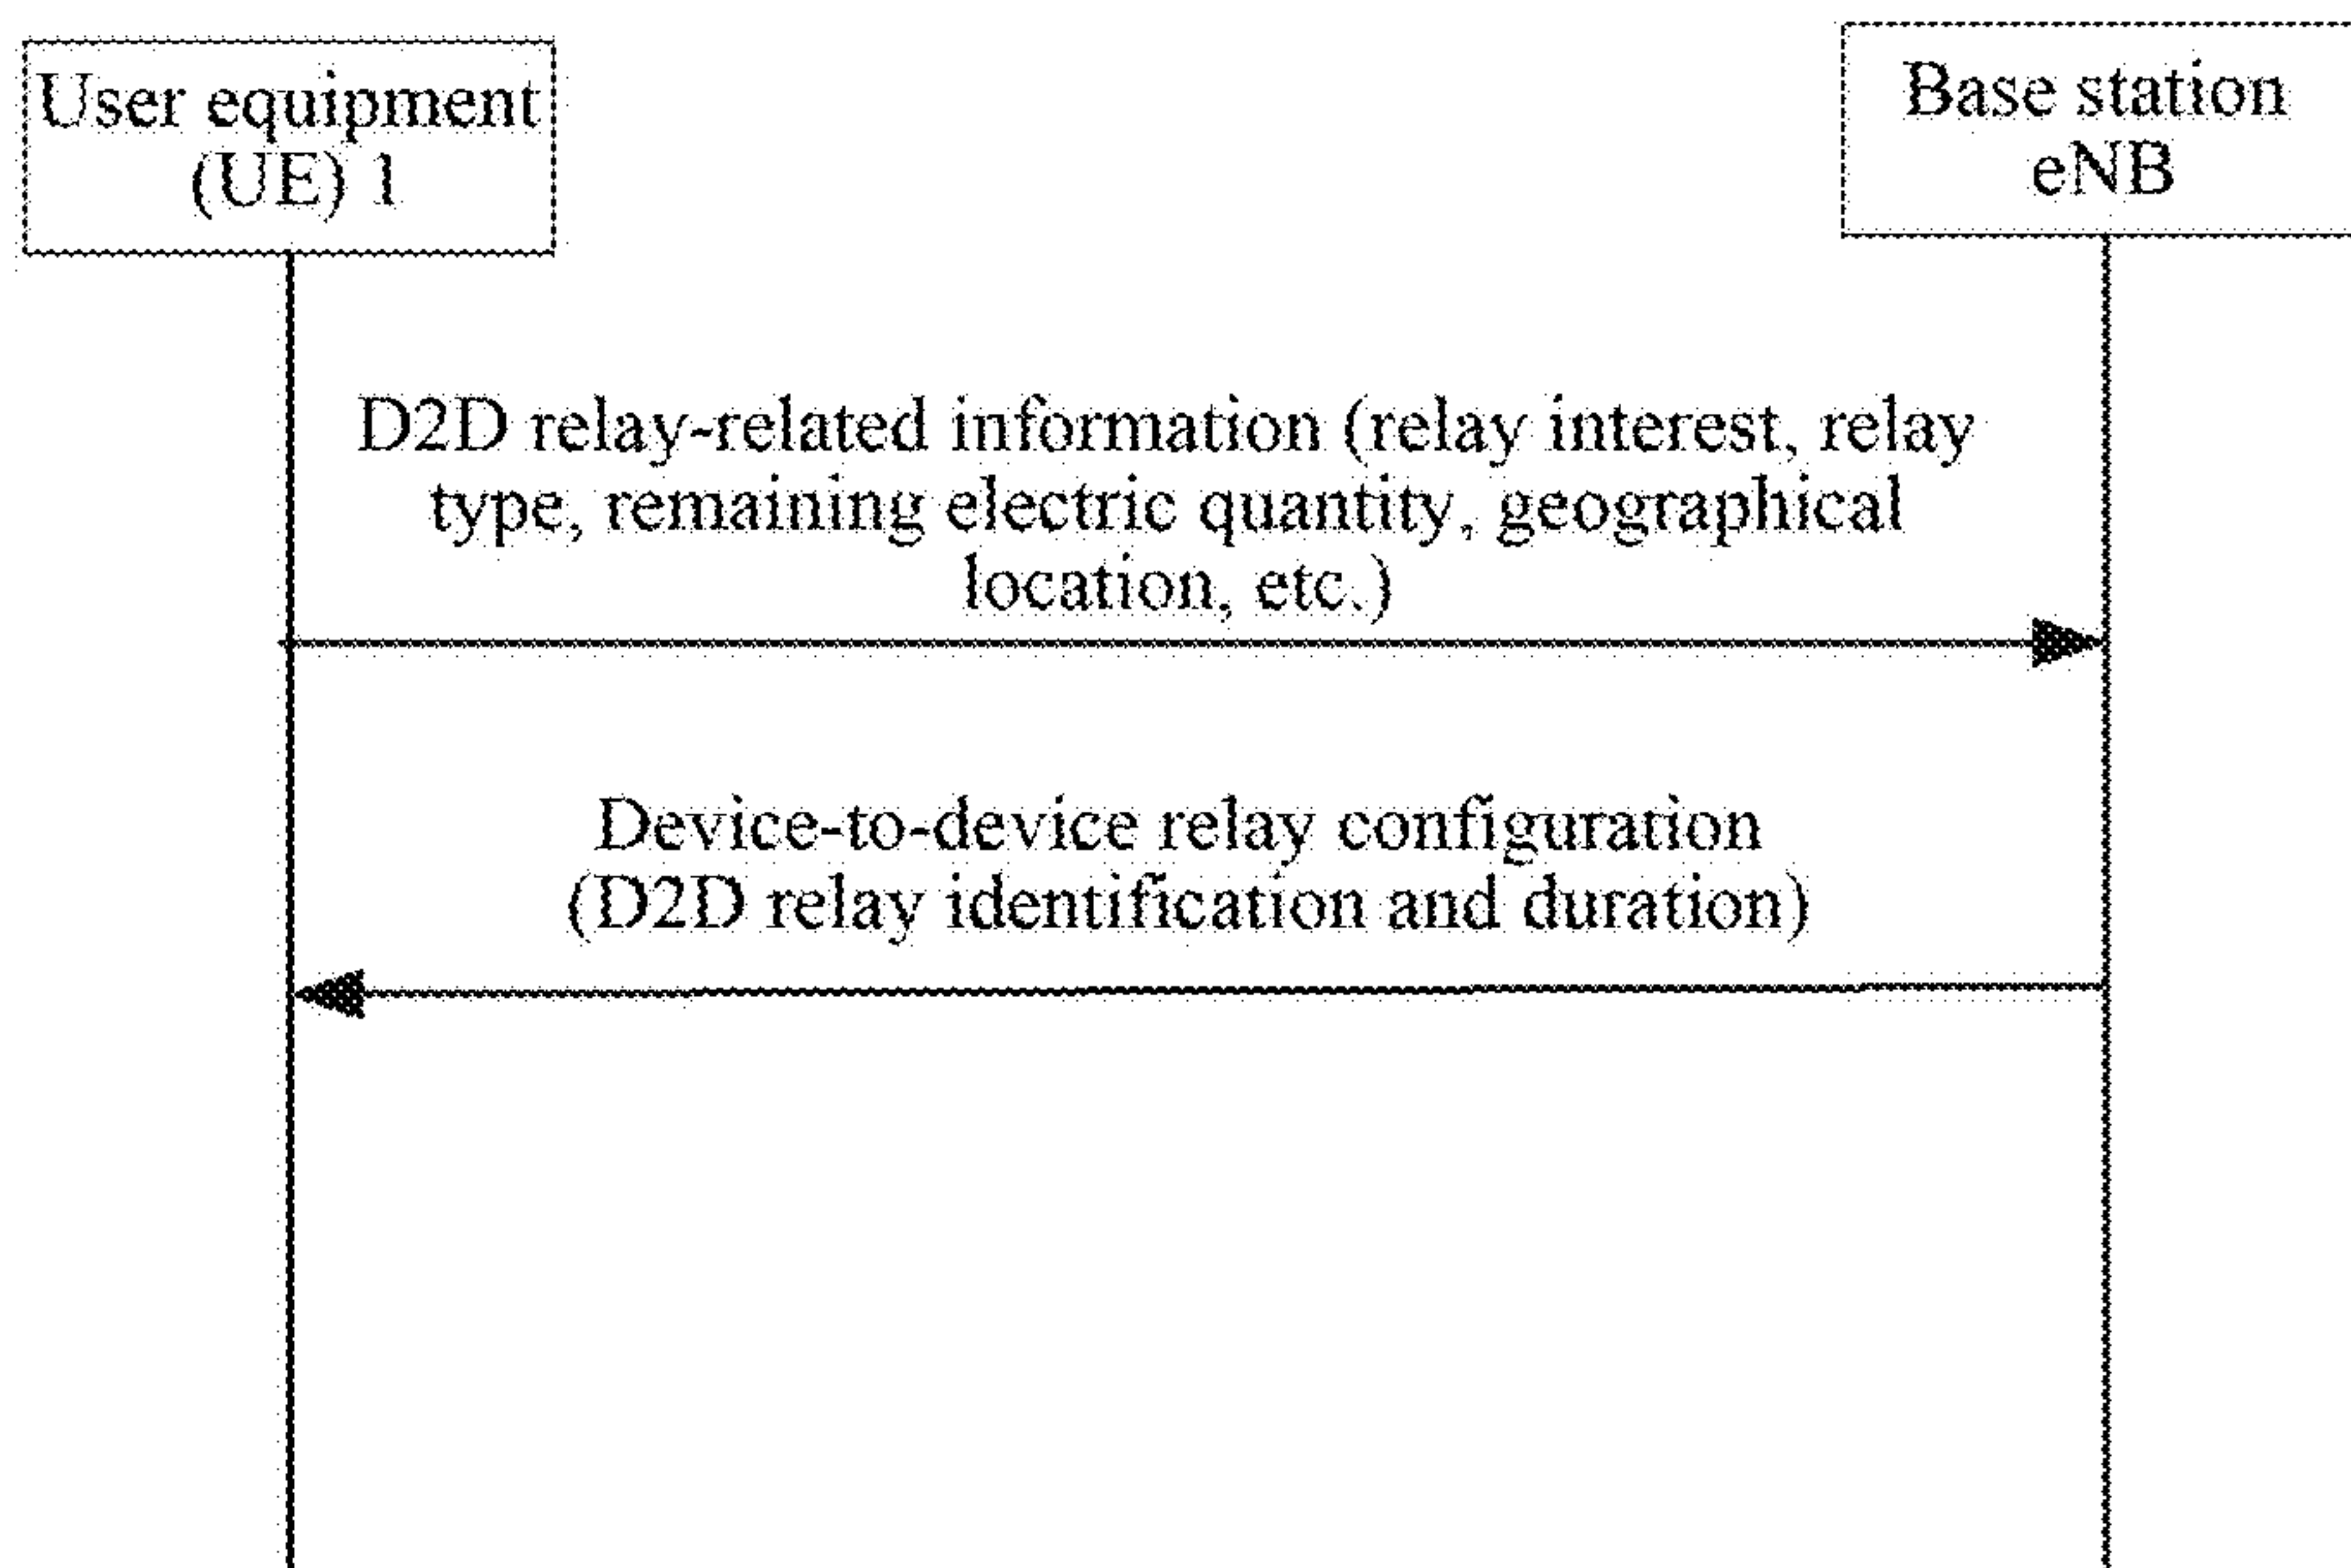 User equipment
(UE) 1
Base station
eNB
D2D relay-related information (relay interest, relay
type, remaining electric quantity, geographical
location, etc.)
Device-to-device relay configuration
(D2D relay identification and duration)